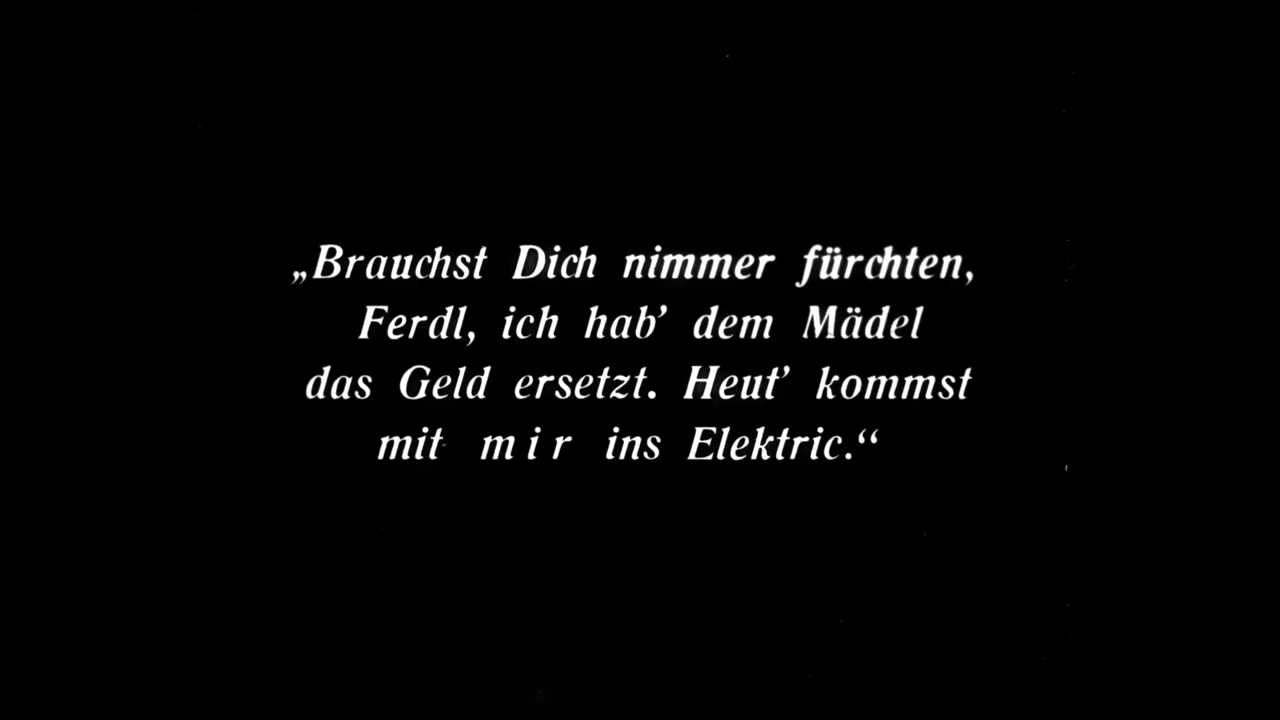 „Brauchst Dich nimmer fürchten,
Ferdl, ich hab’ dem Mädel
das Geld ersetzt. Heut’ kommst
mit m i r ins Elektric.“